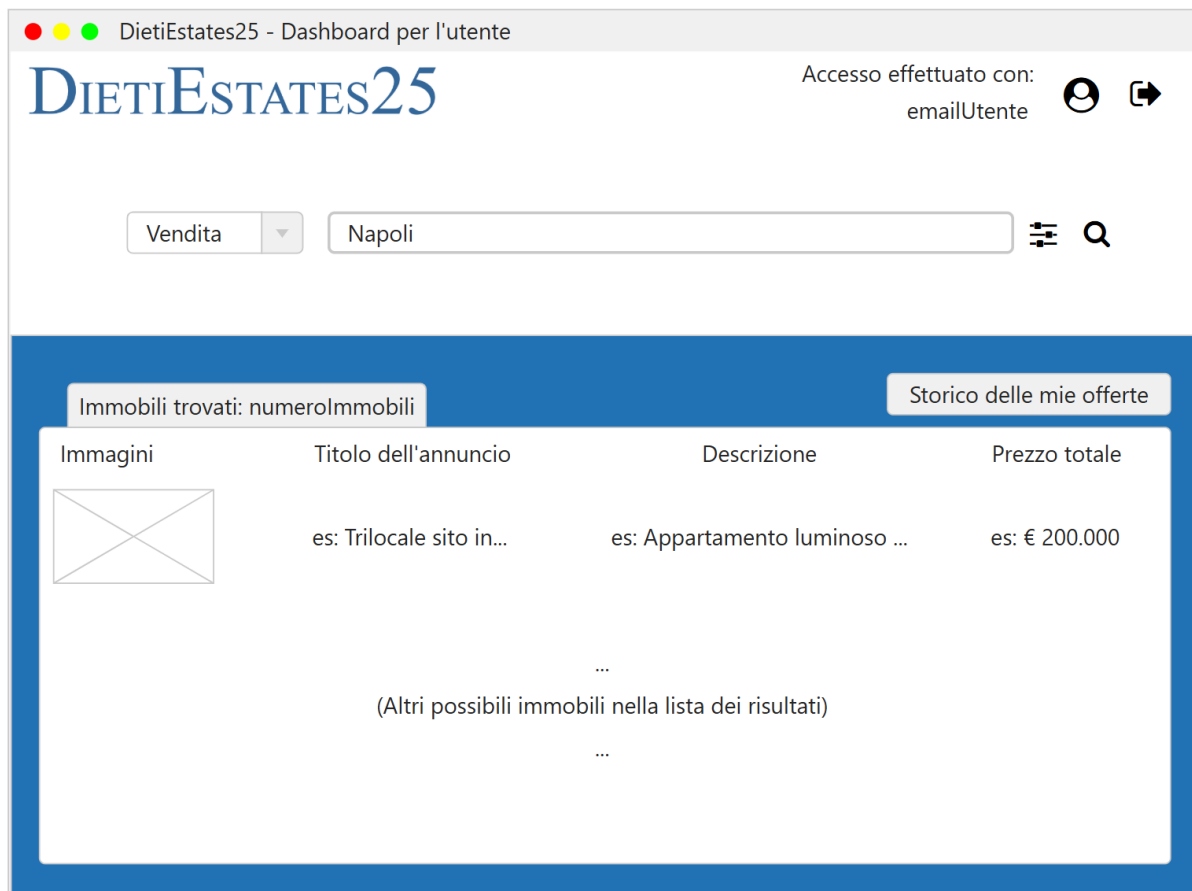 DietiEstates25 - Dashboard per l'utente
DIETIESTATES25
Accesso effettuato con:
emailUtente
Vendita
Napoli
Storico delle mie offerte
Immobili trovati: numeroImmobili
Immagini Titolo dell'annuncio Descrizione Prezzo totale
es: Trilocale sito in... es: Appartamento luminoso ... es: € 200.000
...
(Altri possibili immobili nella lista dei risultati)
...